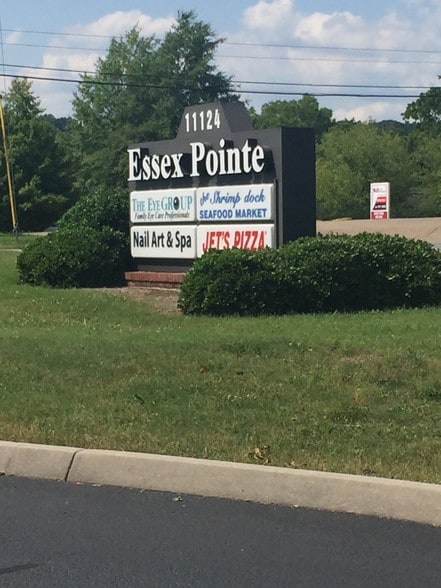 11124
Essex Pointe
THE EYE GROUP
Family Eye Care Professionals
The Shrimp dock
SEAFOOD MARKET
Nail Art & Spa
JET'S PIZZA